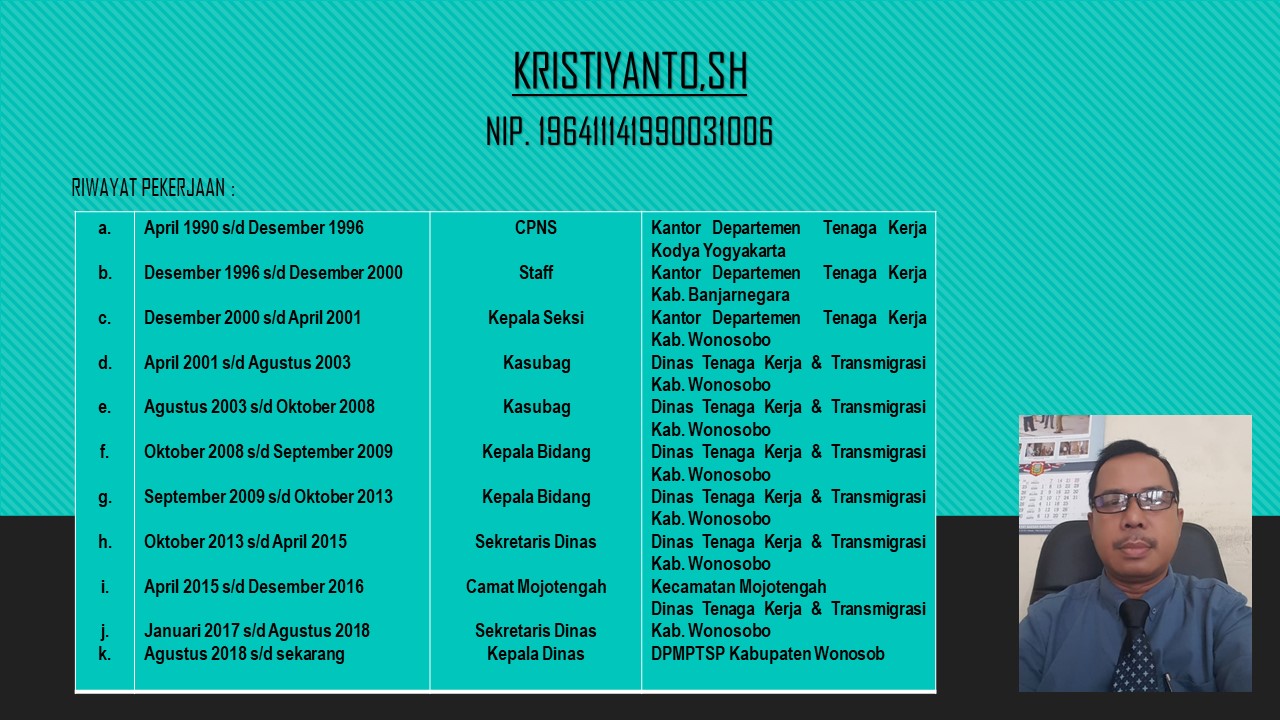 KRISTIYANTO,SH
NIP. 196411141990031006
RIWAYAT PEKERJAAN :
a. April 1990 s/d Desember 1996 CPNS Kantor Departemen Tenaga Kerja
Kodya Yogyakarta
b. Desember 1996 s/d Desember 2000 Staff Kantor Departemen Tenaga Kerja
Kab. Banjarnegara
c. Desember 2000 s/d April 2001 Kepala Seksi Kantor Departemen Tenaga Kerja
Kab. Wonosobo
d. April 2001 s/d Agustus 2003 Kasubag Dinas Tenaga Kerja & Transmigrasi
Kab. Wonosobo
e. Agustus 2003 s/d Oktober 2008 Kasubag Dinas Tenaga Kerja & Transmigrasi
Kab. Wonosobo
f. Oktober 2008 s/d September 2009 Kepala Bidang Dinas Tenaga Kerja & Transmigrasi
Kab. Wonosobo
g. September 2009 s/d Oktober 2013 Kepala Bidang Dinas Tenaga Kerja & Transmigrasi
Kab. Wonosobo
h. Oktober 2013 s/d April 2015 Sekretaris Dinas Dinas Tenaga Kerja & Transmigrasi
Kab. Wonosobo
i. April 2015 s/d Desember 2016 Camat Mojotengah Kecamatan Mojotengah
Dinas Tenaga Kerja & Transmigrasi
j. Januari 2017 s/d Agustus 2018 Sekretaris Dinas Kab. Wonosobo
k. Agustus 2018 s/d sekarang Kepala Dinas DPMPTSP Kabupaten Wonosob